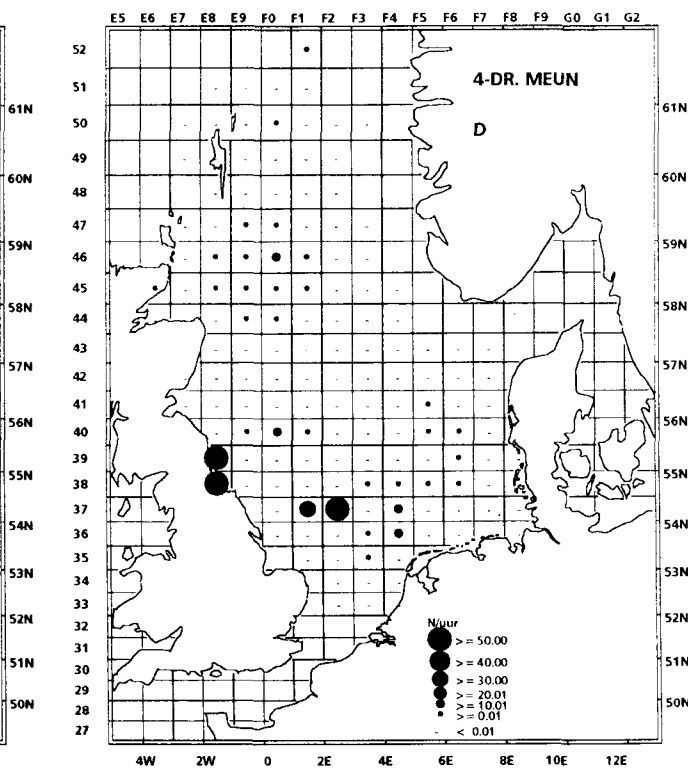 E5 E6 E7 E8 E9 F0 F1 F2 F3 F4 F5 F6 F7 F8 F9 G0 G1 G2
52
4-DR. MEUN
51
61N 61N
50
D
49
60N 60N
48
47
59N 59N
46
45
58N 58N
44
43
57N 57N
42
41
56N 56N
40
39
55N 55N
38
37
54N 54N
36
35
53N 53N
34
33
52N 52N
32
N/uur
>= 50.00
31
51N 51N
>= 40.00
30
>= 30.00
29
>= 20.01
50N 50N
>= 10.01
28
>= 0.01
27
< 0.01
4W 2W 0 2E 4E 6E 8E 10E 12E